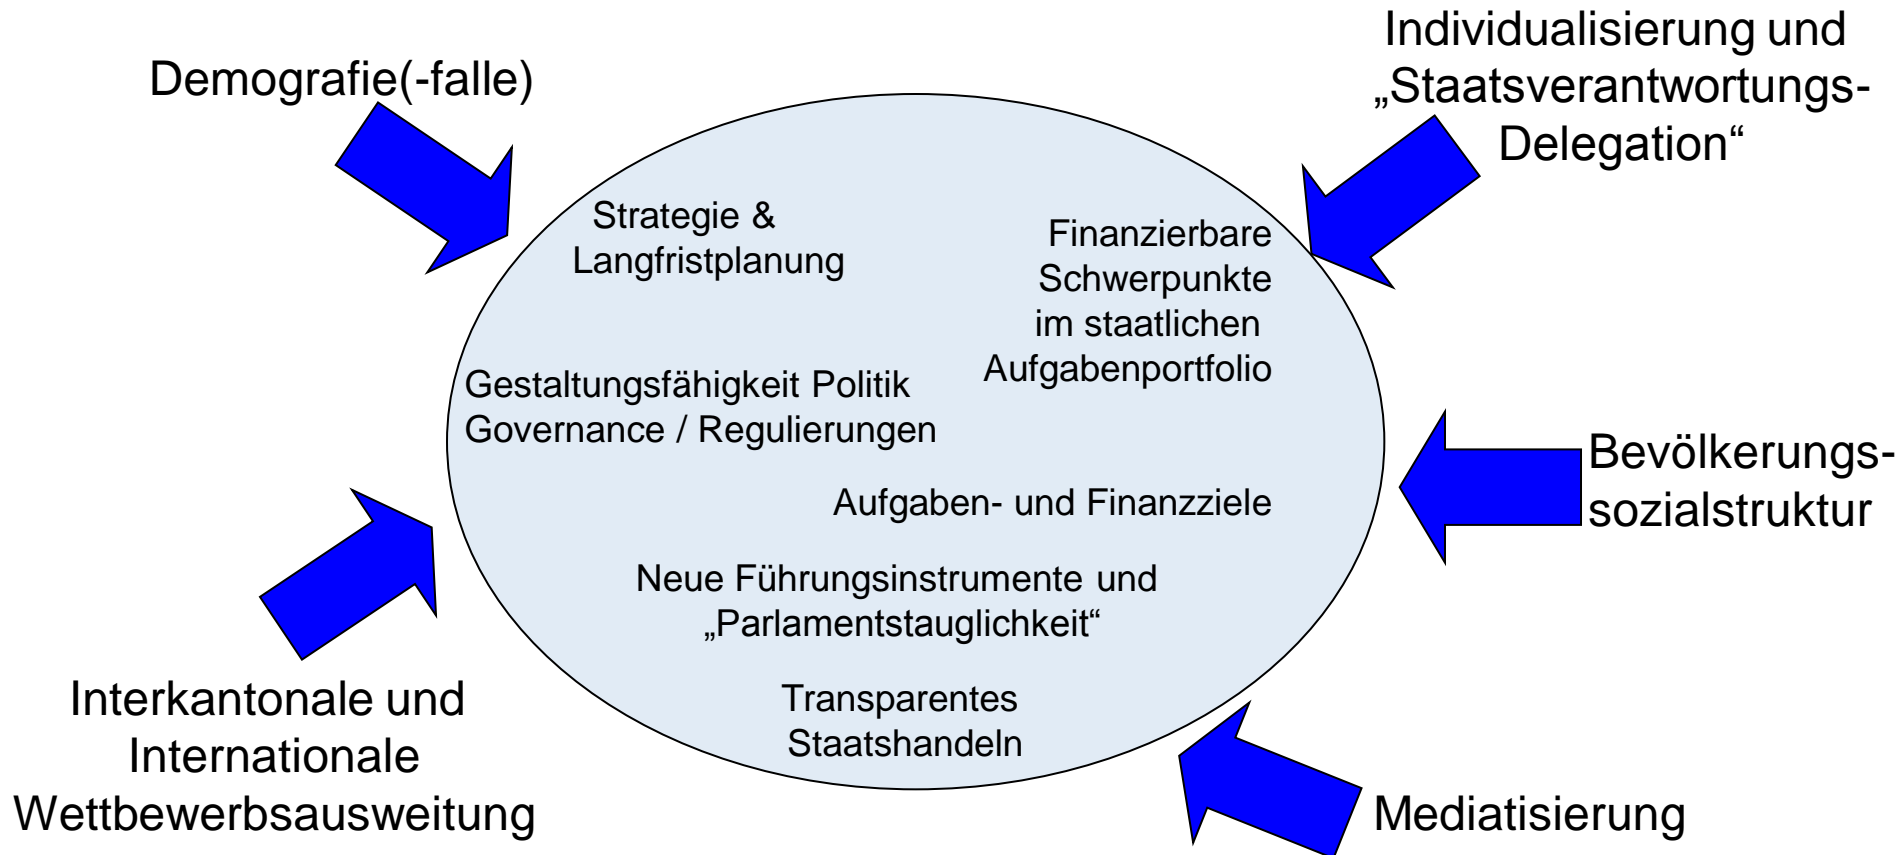 Demografie(-falle)
Individualisierung und
„Staatsverantwortungs-
Delegation“
Strategie &
Langfristplanung
Finanzierbare
Schwerpunkte
im staatlichen
Aufgabenportfolio
Gestaltungsfähigkeit Politik
Governance / Regulierungen
Bevölkerungs-
sozialstruktur
Aufgaben- und Finanzziele
Neue Führungsinstrumente und
„Parlamentstauglichkeit“
Transparentes
Staatshandeln
Interkantonale und
Internationale
Wettbewerbsausweitung
Mediatisierung